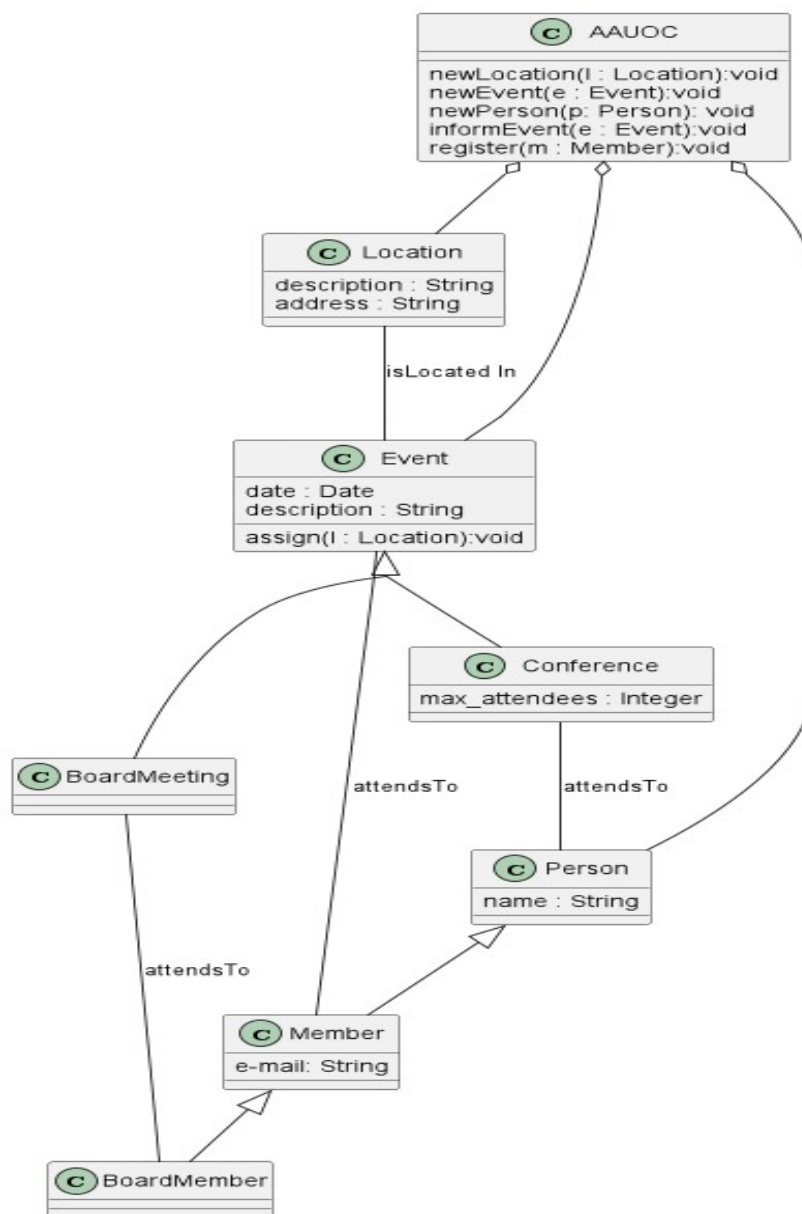 C AAUOC
newLocation(l : Location):void
newEvent(e : Event):void
newPerson(p: Person): void
informEvent(e : Event):void
register(m : Member):void
C Location
description : String
address : String
isLocated In
C Event
date : Date
description : String
assign(l : Location):void
C Conference
max_attendees : Integer
C BoardMeeting
attendsTo
attendsTo
C Person
name : String
attendsTo
C Member
e-mail: String
C BoardMember